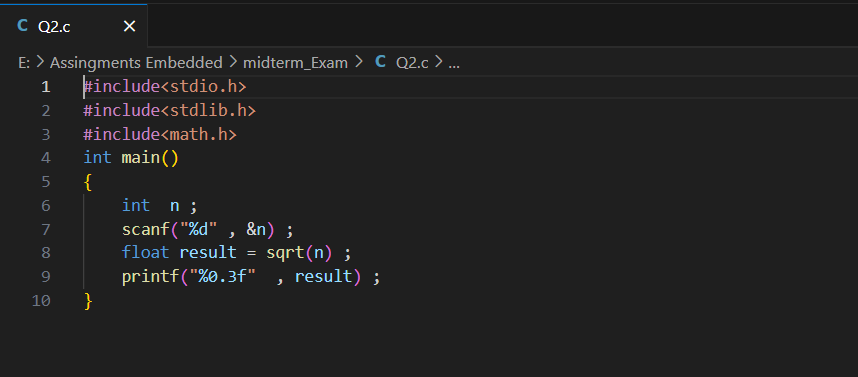 C Q2.c ×
E: > Assingments Embedded > midterm_Exam > C Q2.c > ...
1 #include<stdio.h>
2 #include<stdlib.h>
3 #include<math.h>
4 int main()
5 {
6     int  n ;
7     scanf("%d" , &n) ;
8     float result = sqrt(n) ;
9     printf("%0.3f"  , result) ;
10 }